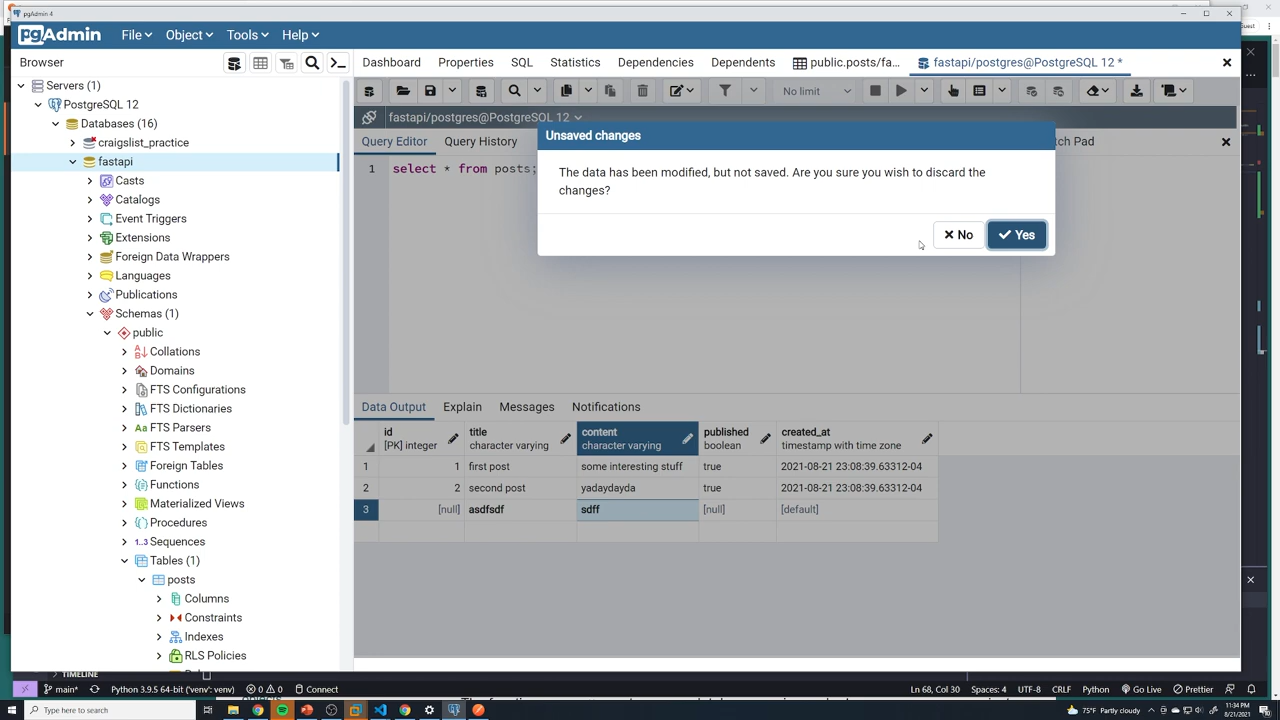 pgAdmin 4
pgAdmin File Object Tools Help
Browser
Dashboard Properties SQL Statistics Dependencies Dependents public.posts/fa... fastapi/postgres@PostgreSQL 12 *
Servers (1)
PostgreSQL 12
Databases (16)
craigslist_practice
fastapi
Casts
Catalogs
Event Triggers
Extensions
Foreign Data Wrappers
Languages
Publications
Schemas (1)
public
Collations
Domains
FTS Configurations
FTS Dictionaries
FTS Parsers
FTS Templates
Foreign Tables
Functions
Materialized Views
Procedures
1..3 Sequences
Tables (1)
posts
Columns
Constraints
Indexes
RLS Policies
No limit
fastapi/postgres@PostgreSQL 12
Query Editor Query History tch Pad
1 select * from posts;
Unsaved changes
The data has been modified, but not saved. Are you sure you wish to discard the
changes?
No Yes
Data Output Explain Messages Notifications
id title content published created_at
[PK] integer character varying character varying boolean timestamp with time zone
1 1 first post some interesting stuff true 2021-08-21 23:08:39.63312-04
2 2 second post yadaydayda true 2021-08-21 23:08:39.63312-04
3 [null] asdfsdf sdff [null] [default]
TIMELINE
main* Python 3.9.5 64-bit ('venv': venv) 0 0 Connect Ln 68, Col 30 Spaces: 4 UTF-8 CRLF Python Go Live Prettier
Type here to search 75°F Partly cloudy 11:34 PM
8/21/2021